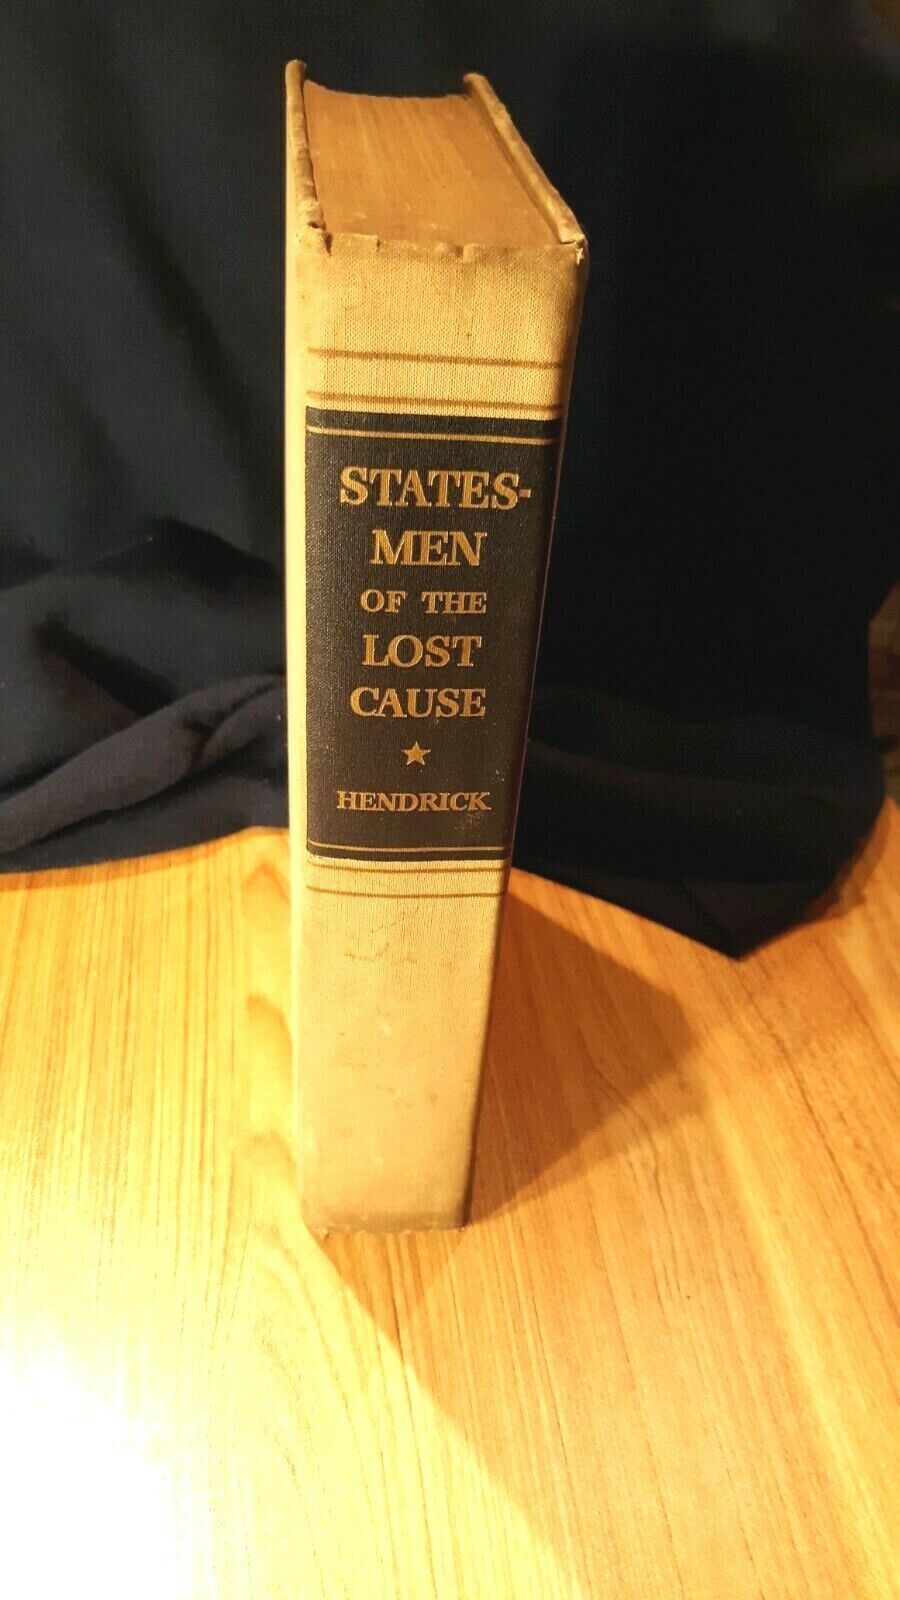 STATES-
MEN
OF THE
LOST
CAUSE
HENDRICK